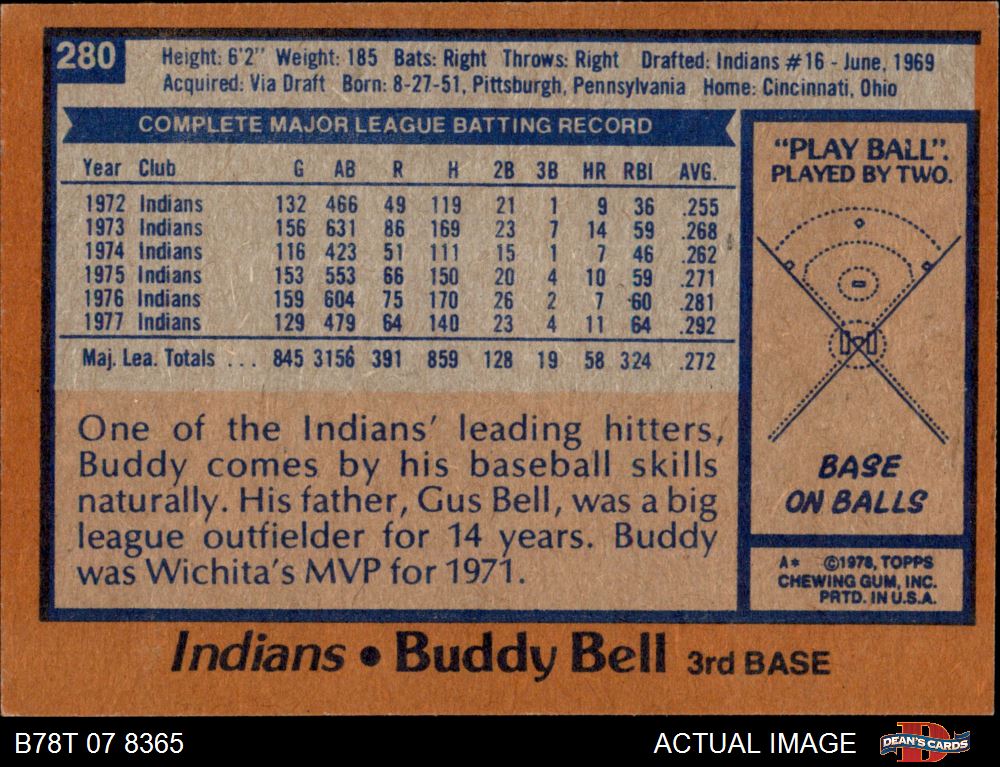 280
Height: 6'2" Weight: 185 Bats: Right Throws: Right Drafted: Indians #16 - June, 1969
Acquired: Via Draft Born: 8-27-51, Pittsburgh, Pennsylvania Home: Cincinnati, Ohio
COMPLETE MAJOR LEAGUE BATTING RECORD
Year Club G AB R H 2B 3B HR RBI AVG.
1972 Indians 132 466 49 119 21 1 9 36 .255
1973 Indians 156 631 86 169 23 7 14 59 .268
1974 Indians 116 423 51 111 15 1 7 46 .262
1975 Indians 153 553 66 150 20 4 10 59 .271
1976 Indians 159 604 75 170 26 2 7 60 .281
1977 Indians 129 479 64 140 23 4 11 64 .292
Maj. Lea. Totals ... 845 3156 391 859 128 19 58 324 .272
One of the Indians' leading hitters,
Buddy comes by his baseball skills
naturally. His father, Gus Bell, was a big
league outfielder for 14 years. Buddy
was Wichita's MVP for 1971.
"PLAY BALL".
PLAYED BY TWO.
BASE
ON BALLS
A* ©1978, TOPPS
CHEWING GUM, INC.
PRTD. IN U.S.A.
Indians • Buddy Bell 3rd BASE
B78T 07 8365
ACTUAL IMAGE
D
DEAN'S CARDS